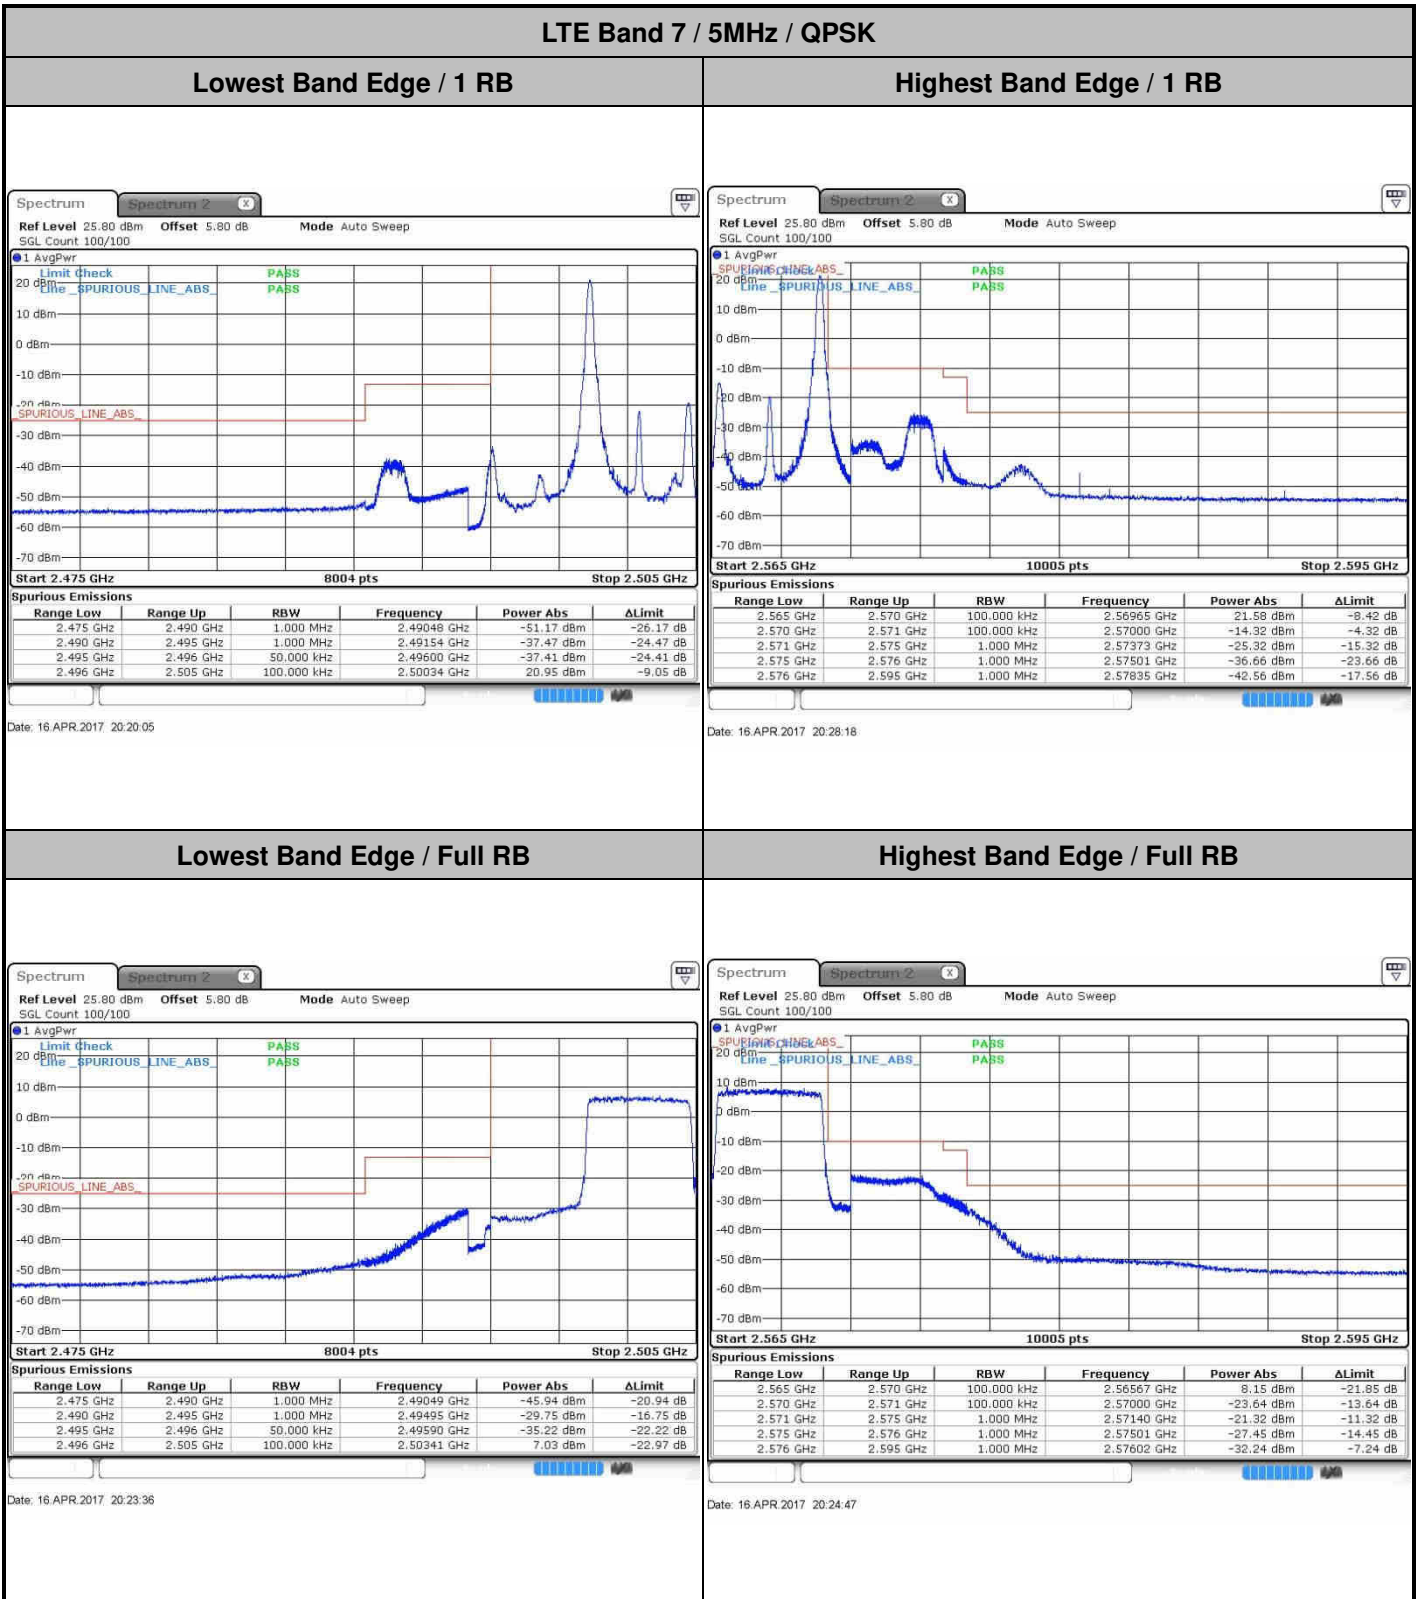 LTE Band 7 / 5MHz / QPSK
Lowest Band Edge / 1 RB
Highest Band Edge / 1 RB
Spectrum Spectrum 2 X
Ref Level 25.80 dBm Offset 5.80 dB Mode Auto Sweep
SGL Count 100/100
1 AvgPwr
Limit Check PASS
20 dBm Line _SPURIOUS_LINE_ABS_ PASS
10 dBm
0 dBm
-10 dBm
-20 dBm
_SPURIOUS_LINE_ABS_
-30 dBm
-40 dBm
-50 dBm
-60 dBm
-70 dBm
Start 2.475 GHz 8004 pts Stop 2.505 GHz
Spurious Emissions
Range Low Range Up RBW Frequency Power Abs ΔLimit
2.475 GHz 2.490 GHz 1.000 MHz 2.49048 GHz -51.17 dBm -26.17 dB
2.490 GHz 2.495 GHz 1.000 MHz 2.49154 GHz -37.47 dBm -24.47 dB
2.495 GHz 2.496 GHz 50.000 kHz 2.49600 GHz -37.41 dBm -24.41 dB
2.496 GHz 2.505 GHz 100.000 kHz 2.50034 GHz 20.95 dBm -9.05 dB
Date: 16.APR.2017 20:20:05
Spectrum Spectrum 2 X
Ref Level 25.80 dBm Offset 5.80 dB Mode Auto Sweep
SGL Count 100/100
1 AvgPwr
_SPURIOUS_LINE_ABS_ Limit Check PASS
20 dBm Line _SPURIOUS_LINE_ABS_ PASS
10 dBm
0 dBm
-10 dBm
-20 dBm
-30 dBm
-40 dBm
-50 dBm
-60 dBm
-70 dBm
Start 2.565 GHz 10005 pts Stop 2.595 GHz
Spurious Emissions
Range Low Range Up RBW Frequency Power Abs ΔLimit
2.565 GHz 2.570 GHz 100.000 kHz 2.56965 GHz 21.58 dBm -8.42 dB
2.570 GHz 2.571 GHz 100.000 kHz 2.57000 GHz -14.32 dBm -4.32 dB
2.571 GHz 2.575 GHz 1.000 MHz 2.57373 GHz -25.32 dBm -15.32 dB
2.575 GHz 2.576 GHz 1.000 MHz 2.57501 GHz -36.66 dBm -23.66 dB
2.576 GHz 2.595 GHz 1.000 MHz 2.57835 GHz -42.56 dBm -17.56 dB
Date: 16.APR.2017 20:28:18
Lowest Band Edge / Full RB
Highest Band Edge / Full RB
Spectrum Spectrum 2 X
Ref Level 25.80 dBm Offset 5.80 dB Mode Auto Sweep
SGL Count 100/100
1 AvgPwr
Limit Check PASS
20 dBm Line _SPURIOUS_LINE_ABS_ PASS
10 dBm
0 dBm
-10 dBm
-20 dBm
_SPURIOUS_LINE_ABS_
-30 dBm
-40 dBm
-50 dBm
-60 dBm
-70 dBm
Start 2.475 GHz 8004 pts Stop 2.505 GHz
Spurious Emissions
Range Low Range Up RBW Frequency Power Abs ΔLimit
2.475 GHz 2.490 GHz 1.000 MHz 2.49049 GHz -45.94 dBm -20.94 dB
2.490 GHz 2.495 GHz 1.000 MHz 2.49495 GHz -29.75 dBm -16.75 dB
2.495 GHz 2.496 GHz 50.000 kHz 2.49590 GHz -35.22 dBm -22.22 dB
2.496 GHz 2.505 GHz 100.000 kHz 2.50341 GHz 7.03 dBm -22.97 dB
Date: 16.APR.2017 20:23:36
Spectrum Spectrum 2 X
Ref Level 25.80 dBm Offset 5.80 dB Mode Auto Sweep
SGL Count 100/100
1 AvgPwr
_SPURIOUS_LINE_ABS_ Limit Check PASS
20 dBm Line _SPURIOUS_LINE_ABS_ PASS
10 dBm
0 dBm
-10 dBm
-20 dBm
-30 dBm
-40 dBm
-50 dBm
-60 dBm
-70 dBm
Start 2.565 GHz 10005 pts Stop 2.595 GHz
Spurious Emissions
Range Low Range Up RBW Frequency Power Abs ΔLimit
2.565 GHz 2.570 GHz 100.000 kHz 2.56567 GHz 8.15 dBm -21.85 dB
2.570 GHz 2.571 GHz 100.000 kHz 2.57000 GHz -23.64 dBm -13.64 dB
2.571 GHz 2.575 GHz 1.000 MHz 2.57140 GHz -21.32 dBm -11.32 dB
2.575 GHz 2.576 GHz 1.000 MHz 2.57501 GHz -27.45 dBm -14.45 dB
2.576 GHz 2.595 GHz 1.000 MHz 2.57602 GHz -32.24 dBm -7.24 dB
Date: 16.APR.2017 20:24:47